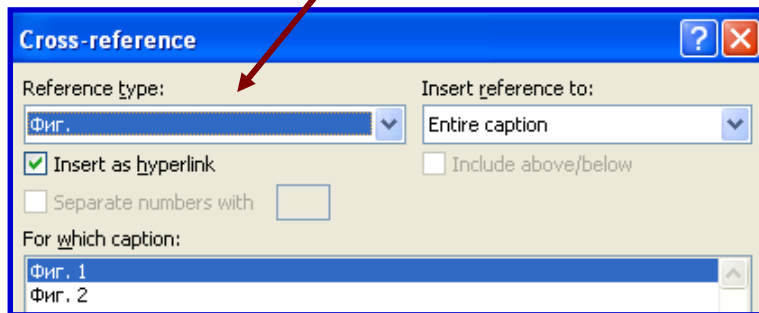 Cross-reference
Reference type:
Insert reference to:
Фиг.
Entire caption
Insert as hyperlink
Include above/below
Separate numbers with
For which caption:
Фиг. 1
Фиг. 2